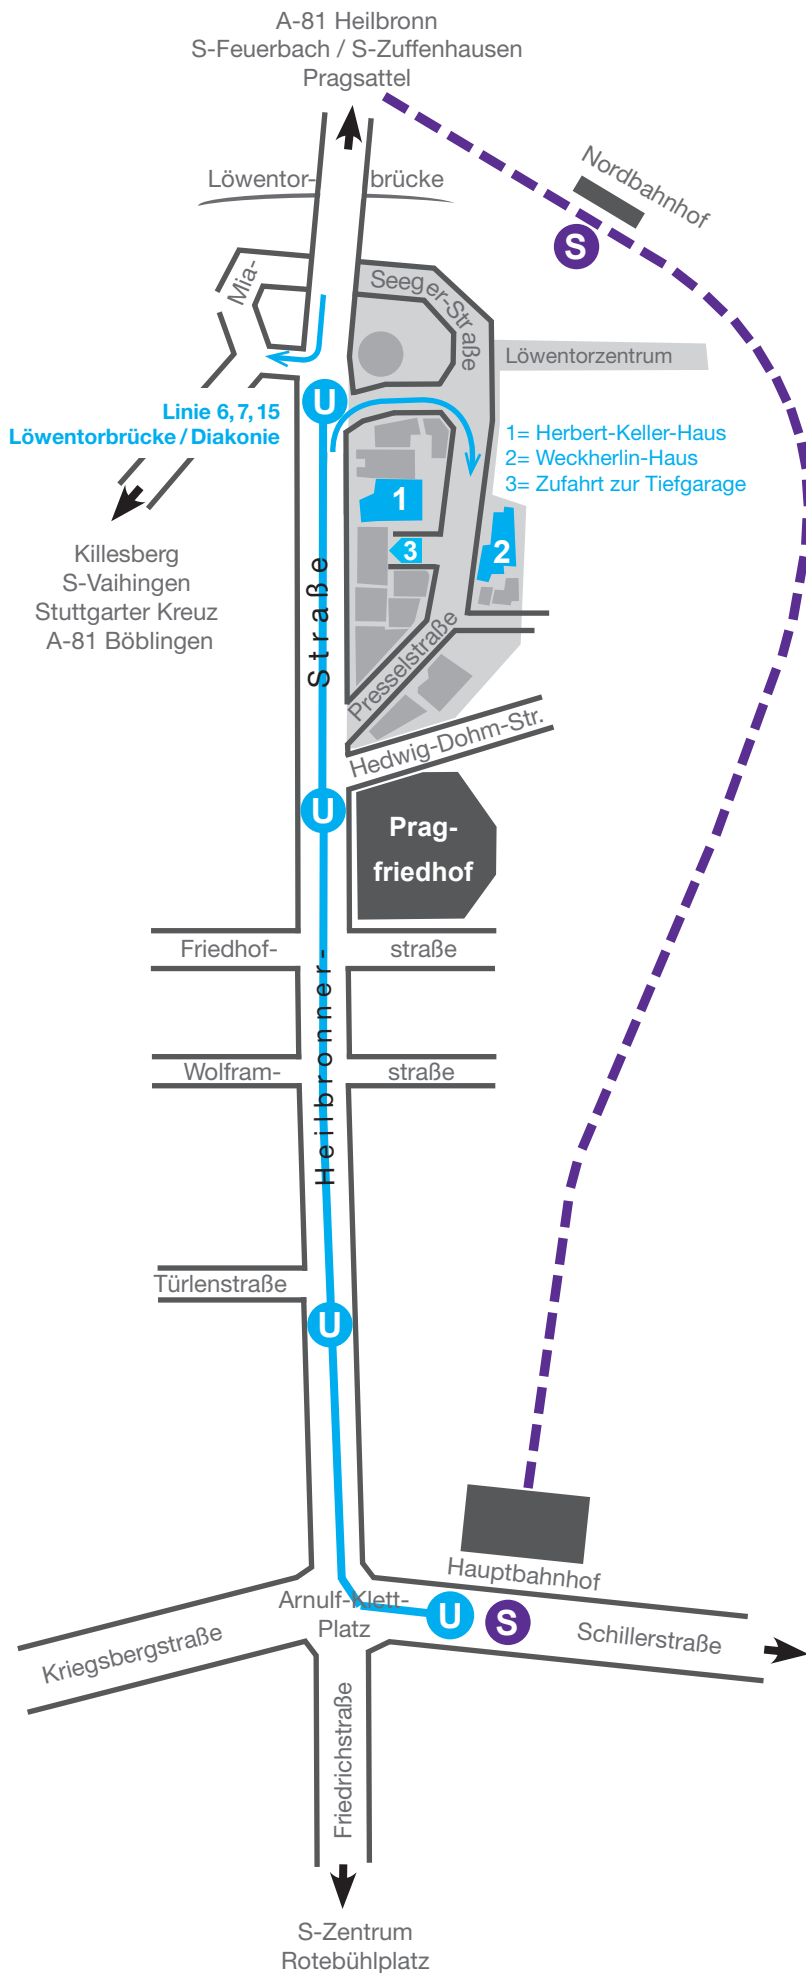 A-81 Heilbronn
S-Feuerbach / S-Zuffenhausen
Pragsattel
Nordbahnhof
S
Löwentor-
brücke
Mia-
Seeger-Straße
Löwentorzentrum
U
Linie 6, 7, 15
Löwentorbrücke / Diakonie
1= Herbert-Keller-Haus
2= Weckherlin-Haus
3= Zufahrt zur Tiefgarage
1
2
3
Killesberg
S-Vaihingen
Stuttgarter Kreuz
A-81 Böblingen
Heilbronner-
Straße
Presselstraße
Hedwig-Dohm-Str.
U
Prag-
friedhof
Friedhof-
straße
Wolfram-
straße
Türlenstraße
U
Hauptbahnhof
Arnulf-Klett-
Platz
U
S
Schillerstraße
Kriegsbergstraße
Friedrichstraße
S-Zentrum
Rotebühlplatz